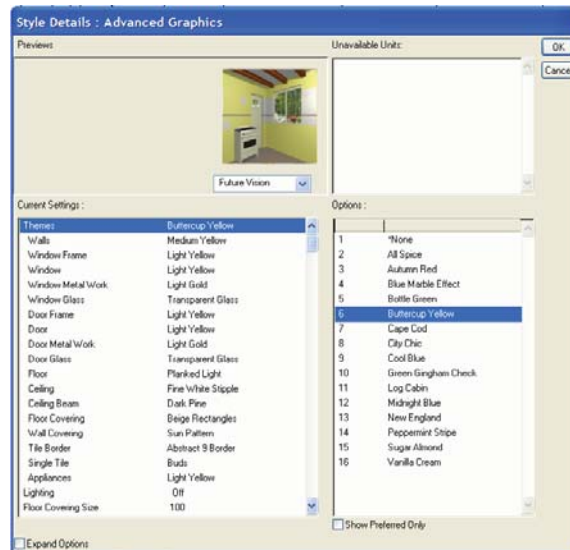 Style Details : Advanced Graphics
Previews
Unavailable Units:
OK
Cance
Future Vision
Current Settings :
Themes Buttercup Yellow
Walls Medium Yellow
Window Frame Light Yellow
Window Light Yellow
Window Metal Work Light Gold
Window Glass Transparent Glass
Door Frame Light Yellow
Door Light Yellow
Door Metal Work Light Gold
Door Glass Transparent Glass
Floor Planked Light
Ceiling Fine White Stipple
Ceiling Beam Dark Pine
Floor Covering Beige Rectangles
Wall Covering Sun Pattern
Tile Border Abstract 9 Border
Single Tile Buds
Appliances Light Yellow
Lighting Off
Floor Covering Size 100
Expand Options
Options :
1 *None
2 All Spice
3 Autumn Red
4 Blue Marble Effect
5 Bottle Green
6 Buttercup Yellow
7 Cape Cod
8 City Chic
9 Cool Blue
10 Green Gingham Check
11 Log Cabin
12 Midnight Blue
13 New England
14 Peppermint Stripe
15 Sugar Almond
16 Vanilla Cream
Show Preferred Only